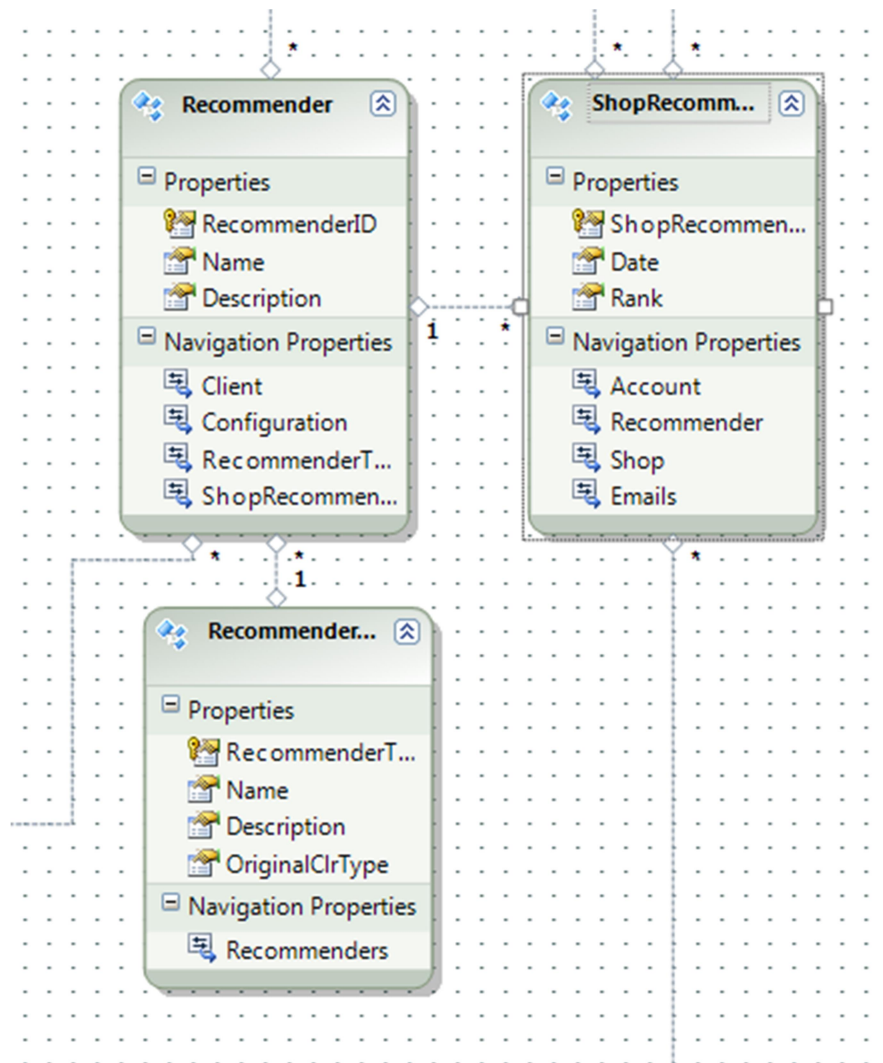 *
Recommender
Properties
RecommenderID
Name
Description
Navigation Properties
Client
Configuration
RecommenderT...
ShopRecommen...
1
*
* *
ShopRecomm...
Properties
ShopRecommen...
Date
Rank
Navigation Properties
Account
Recommender
Shop
Emails
*
* *
1
Recommender...
Properties
RecommenderT...
Name
Description
OriginalClrType
Navigation Properties
Recommenders